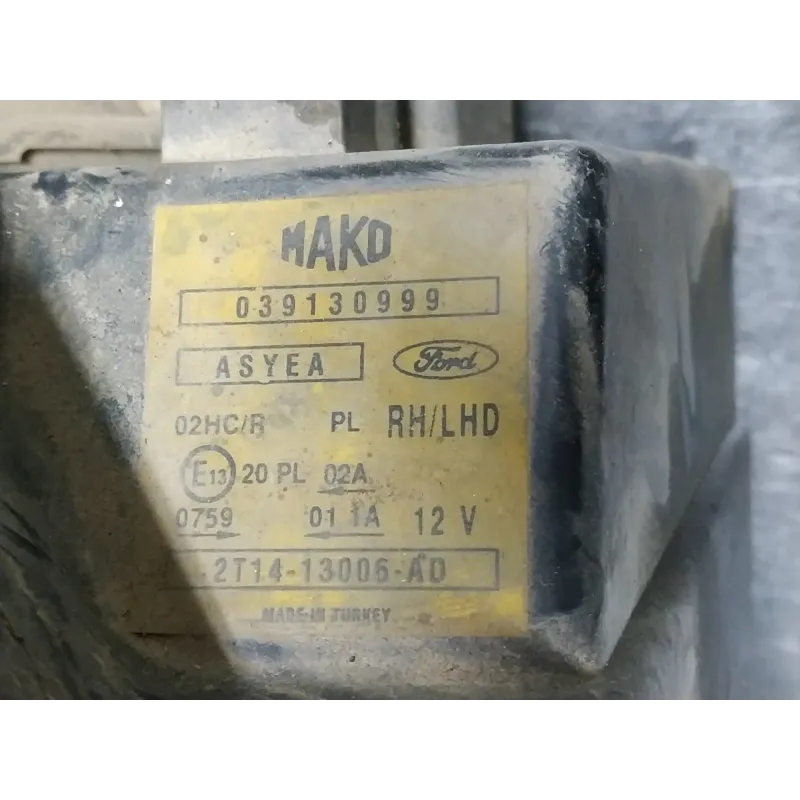 MAKO
039130999
ASYEA Ford
02HC/R PL RH/LHD
E13 20 PL 02A
0759 01 1A 12 V
2T14-13006-AD
MADE IN TURKEY